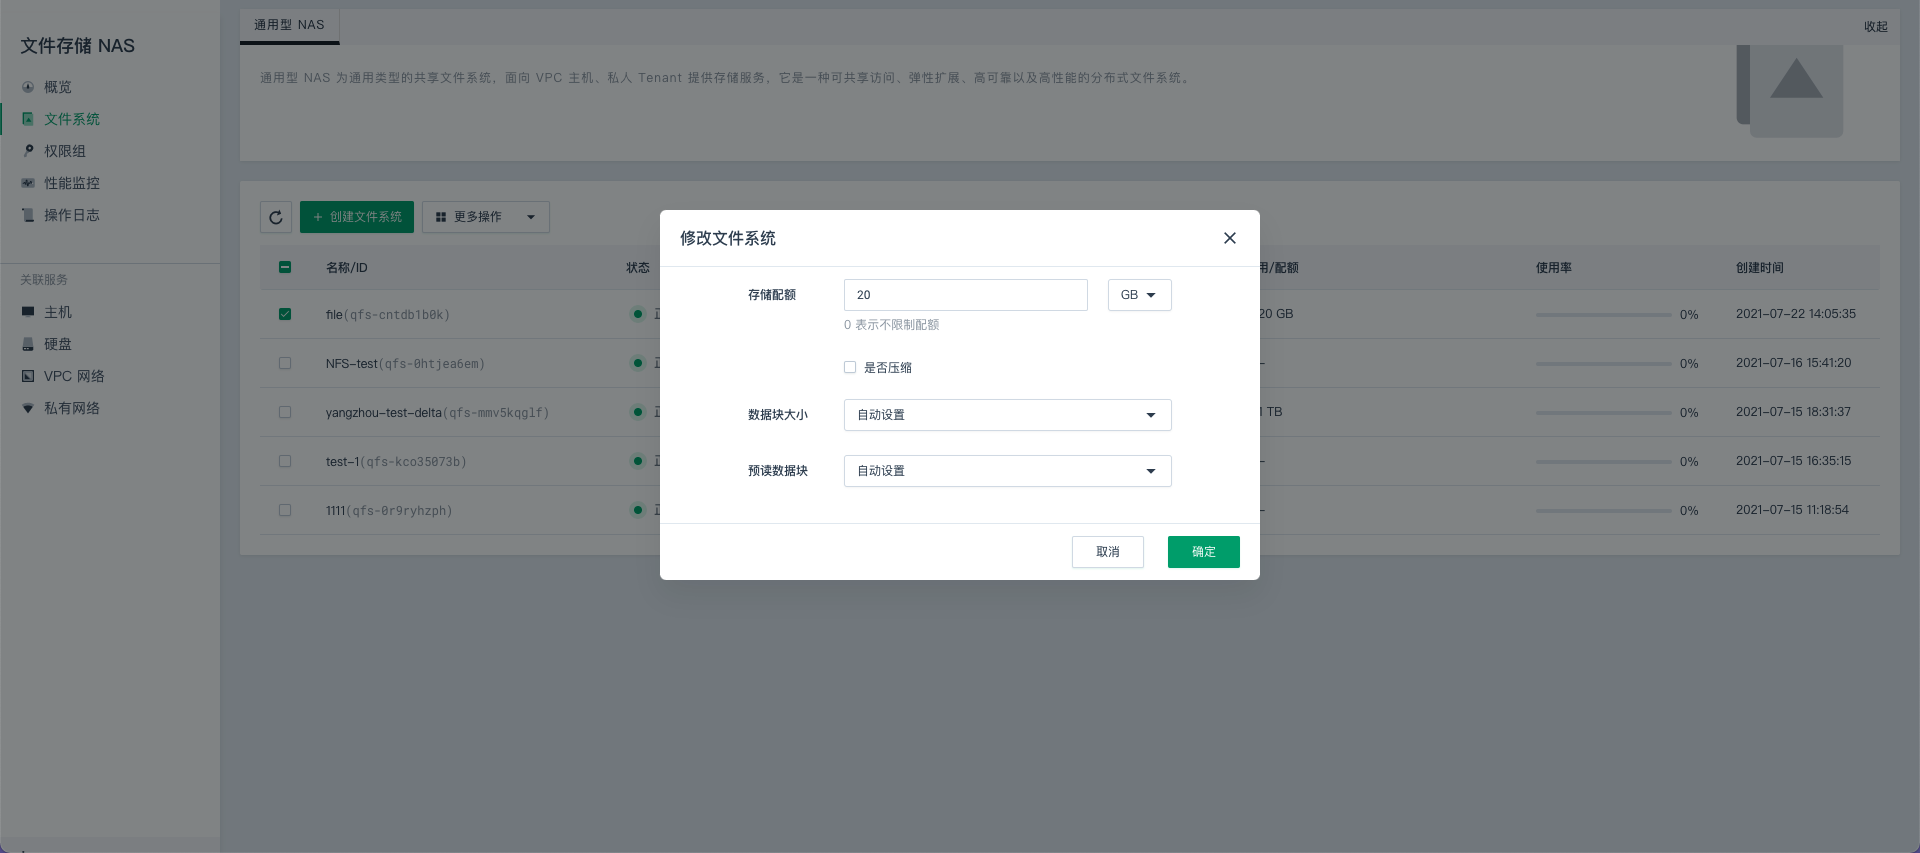 文件存储 NAS
概览
文件系统
权限组
性能监控
操作日志
关联服务
主机
硬盘
VPC 网络
私有网络
通用型 NAS
收起
通用型 NAS 为通用类型的共享文件系统，面向 VPC 主机、私人 Tenant 提供存储服务，它是一种可共享访问、弹性扩展、高可靠以及高性能的分布式文件系统。
+ 创建文件系统
更多操作
名称/ID 状态 用/配额 使用率 创建时间
file(qfs-cntdb1b0k) 20 GB 0% 2021-07-22 14:05:35
NFS-test(qfs-0htjea6em) - 0% 2021-07-16 15:41:20
yangzhou-test-delta(qfs-mmv5kqglf) 1 TB 0% 2021-07-15 18:31:37
test-1(qfs-kco35073b) - 0% 2021-07-15 16:35:15
1111(qfs-0r9ryhzph) - 0% 2021-07-15 11:18:54
修改文件系统
存储配额 20 GB
0 表示不限制配额
是否压缩
数据块大小 自动设置
预读数据块 自动设置
取消 确定